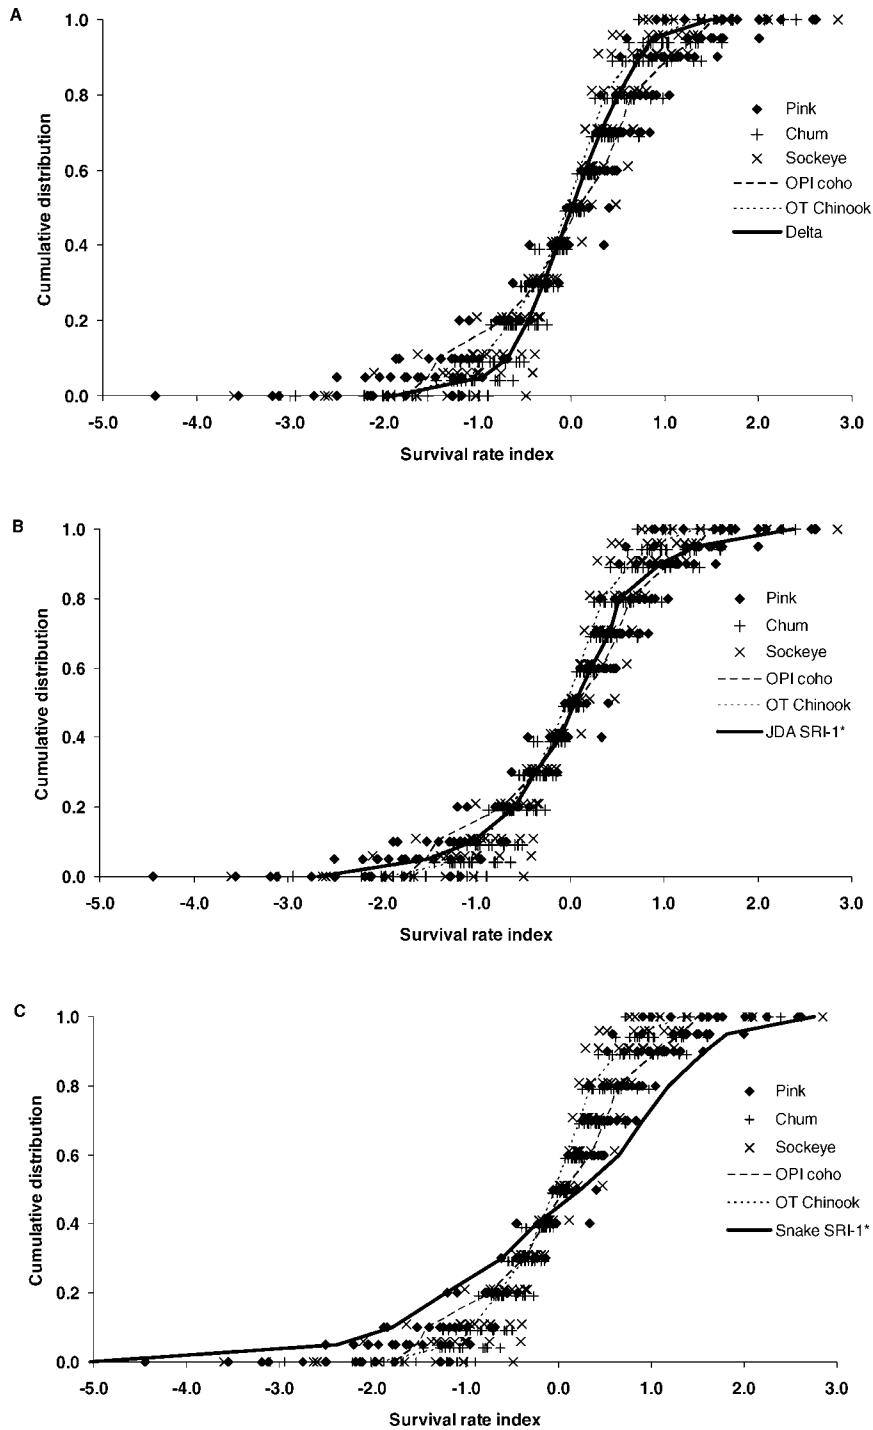 A
1.0
0.8
0.6
0.4
0.2
0.0
Cumulative distribution
-5.0 -4.0 -3.0 -2.0 -1.0 0.0 1.0 2.0 3.0
Survival rate index
Pink
Chum
Sockeye
OPI coho
OT Chinook
Delta
B
1.0
0.8
0.6
0.4
0.2
0.0
Cumulative distribution
-5.0 -4.0 -3.0 -2.0 -1.0 0.0 1.0 2.0 3.0
Survival rate index
Pink
Chum
Sockeye
OPI coho
OT Chinook
JDA SRI-1*
C
1.0
0.8
0.6
0.4
0.2
0.0
Cumulative distribution
-5.0 -4.0 -3.0 -2.0 -1.0 0.0 1.0 2.0 3.0
Survival rate index
Pink
Chum
Sockeye
OPI coho
OT Chinook
Snake SRI-1*